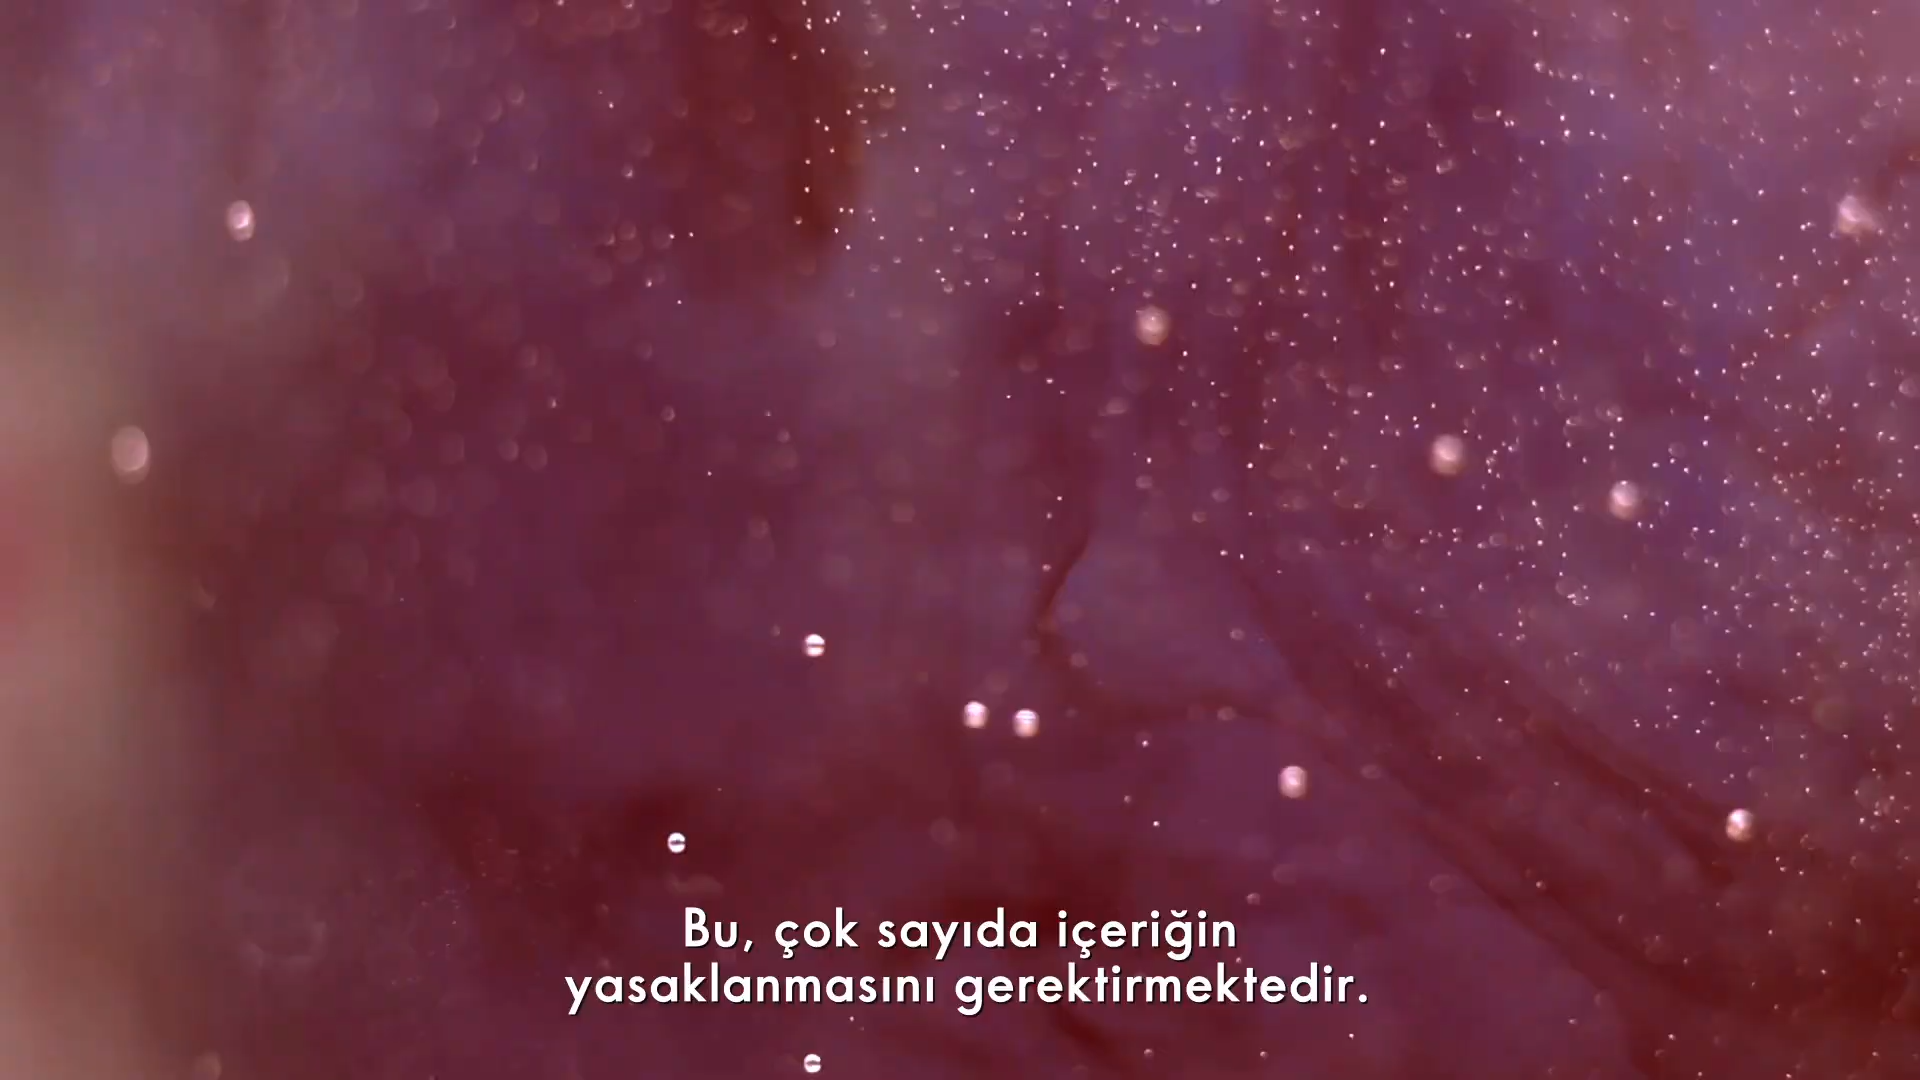 Bu, çok sayıda içeriğin
yasaklanmasını gerektirmektedir.